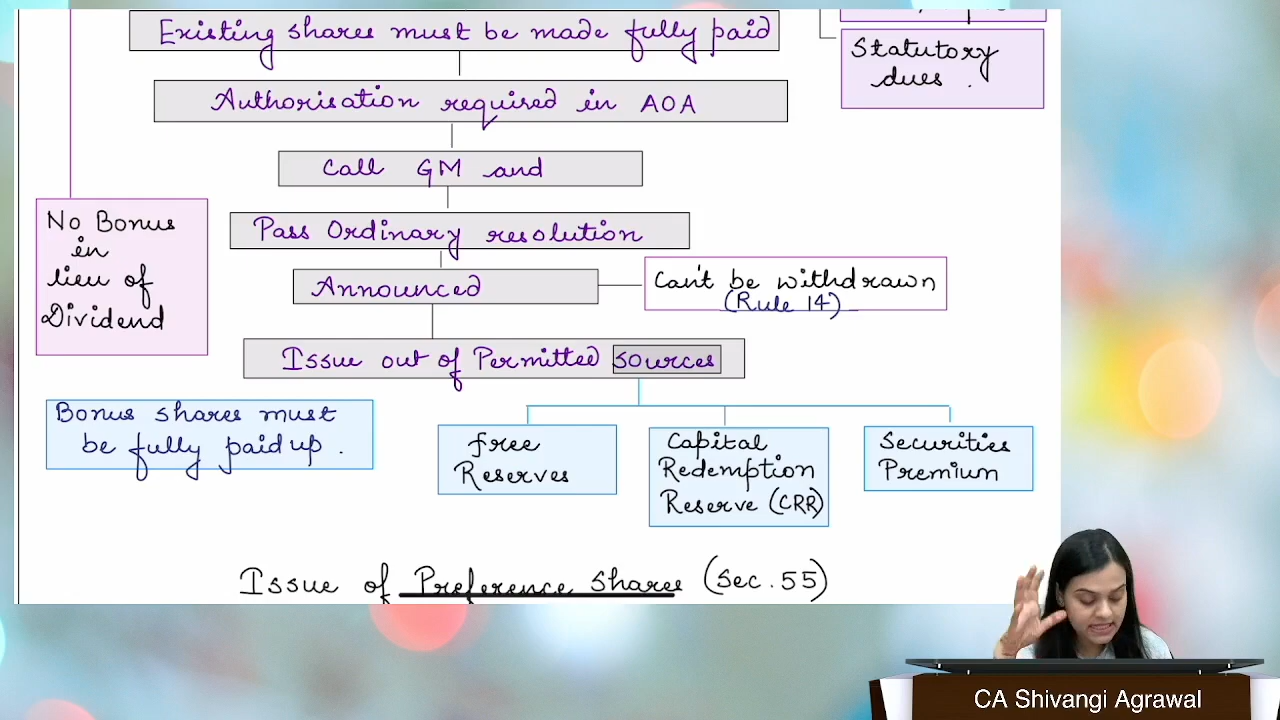 Existing shares must be made fully paid
Statutory
dues.
Authorisation required in AOA
Call GM and
No Bonus
in
lieu of
Dividend
Pass Ordinary resolution
Announced
Can't be withdrawn
(Rule 14)
Issue out of Permitted sources
Bonus shares must
be fully paid up.
free
Reserves
Capital
Redemption
Reserve (CRR)
Securities
Premium
Issue of Preference shares (sec. 55)
CA Shivangi Agrawal